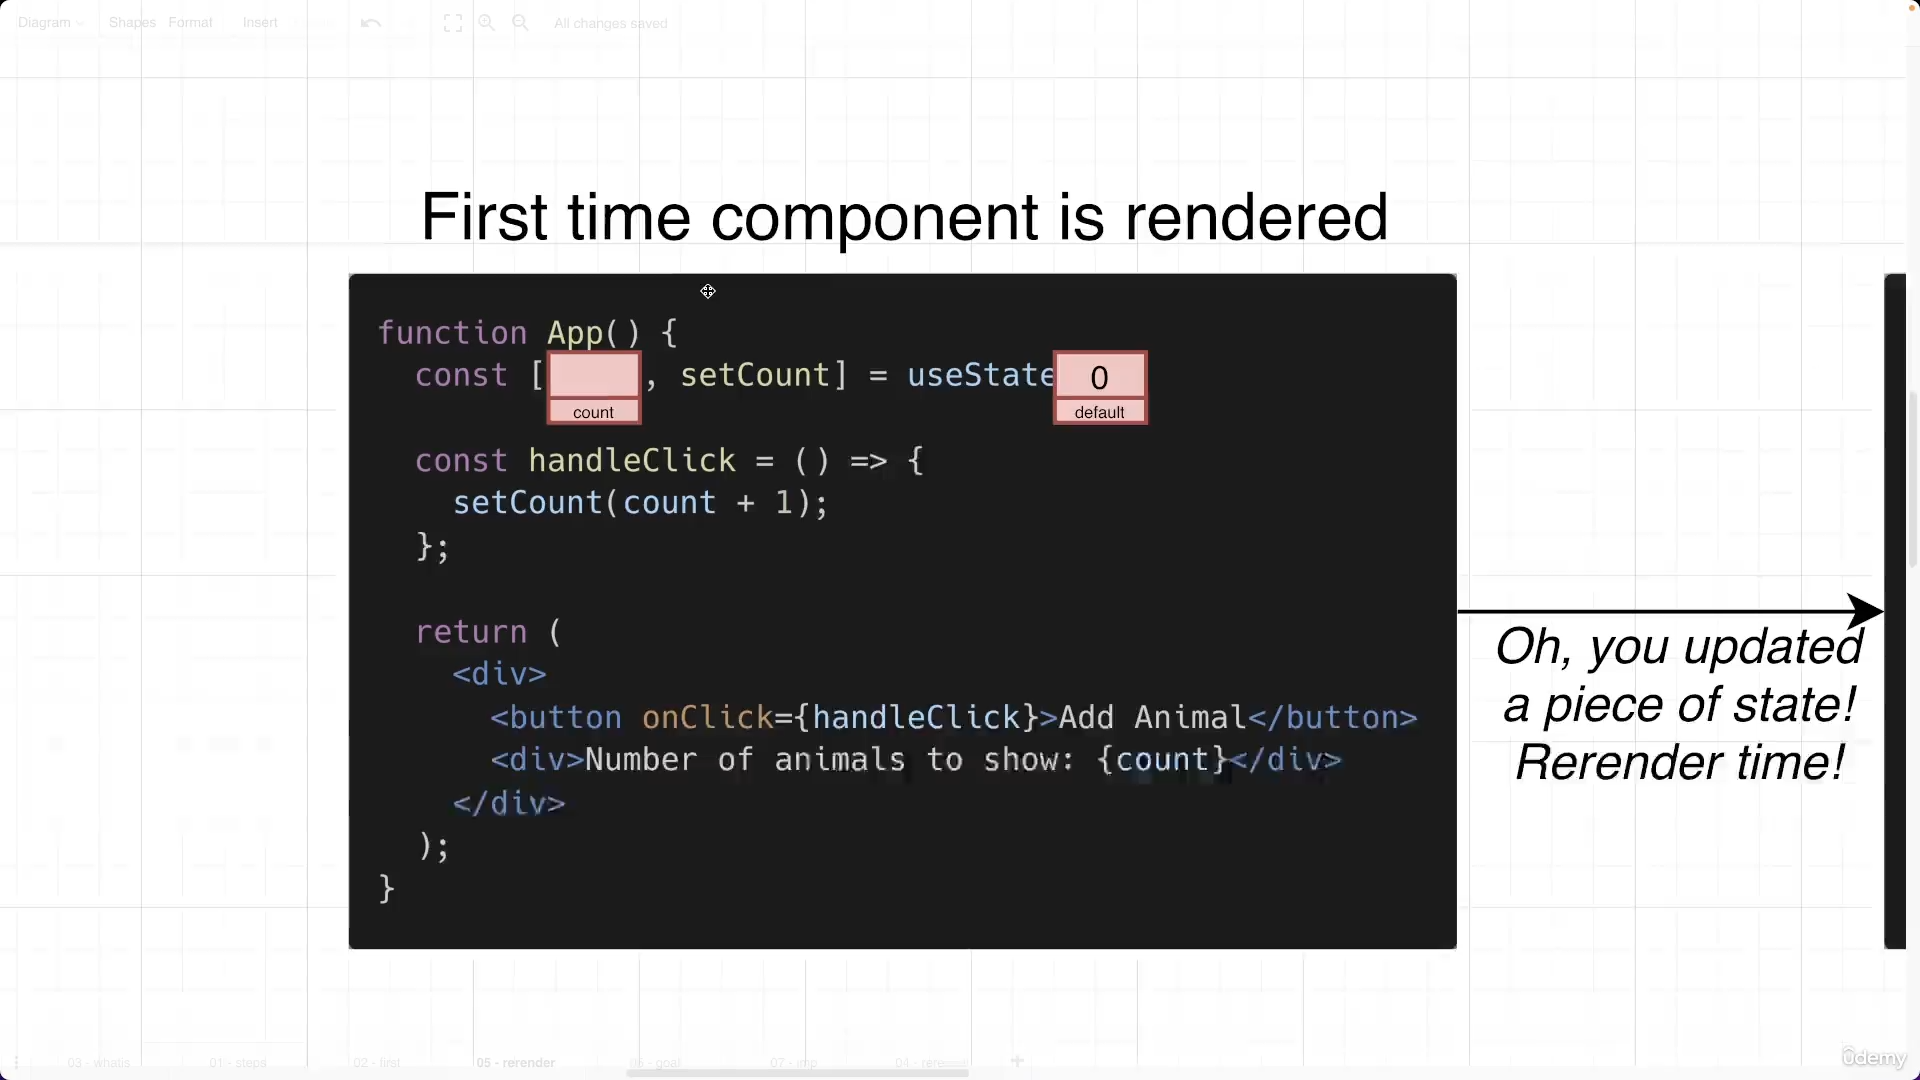 Diagram Shapes Format Insert All changes saved
First time component is rendered
function App() {
const [ , setCount] = useState 0
count default
const handleClick = () => {
setCount(count + 1);
};
return (
<div>
<button onClick={handleClick}>Add Animal</button>
<div>Number of animals to show: {count}</div>
</div>
);
}
Oh, you updated
a piece of state!
Rerender time!
03 - whatis 01 - steps 02 - first 05 - rerender 06 - goal 07 - imp
ûdemy